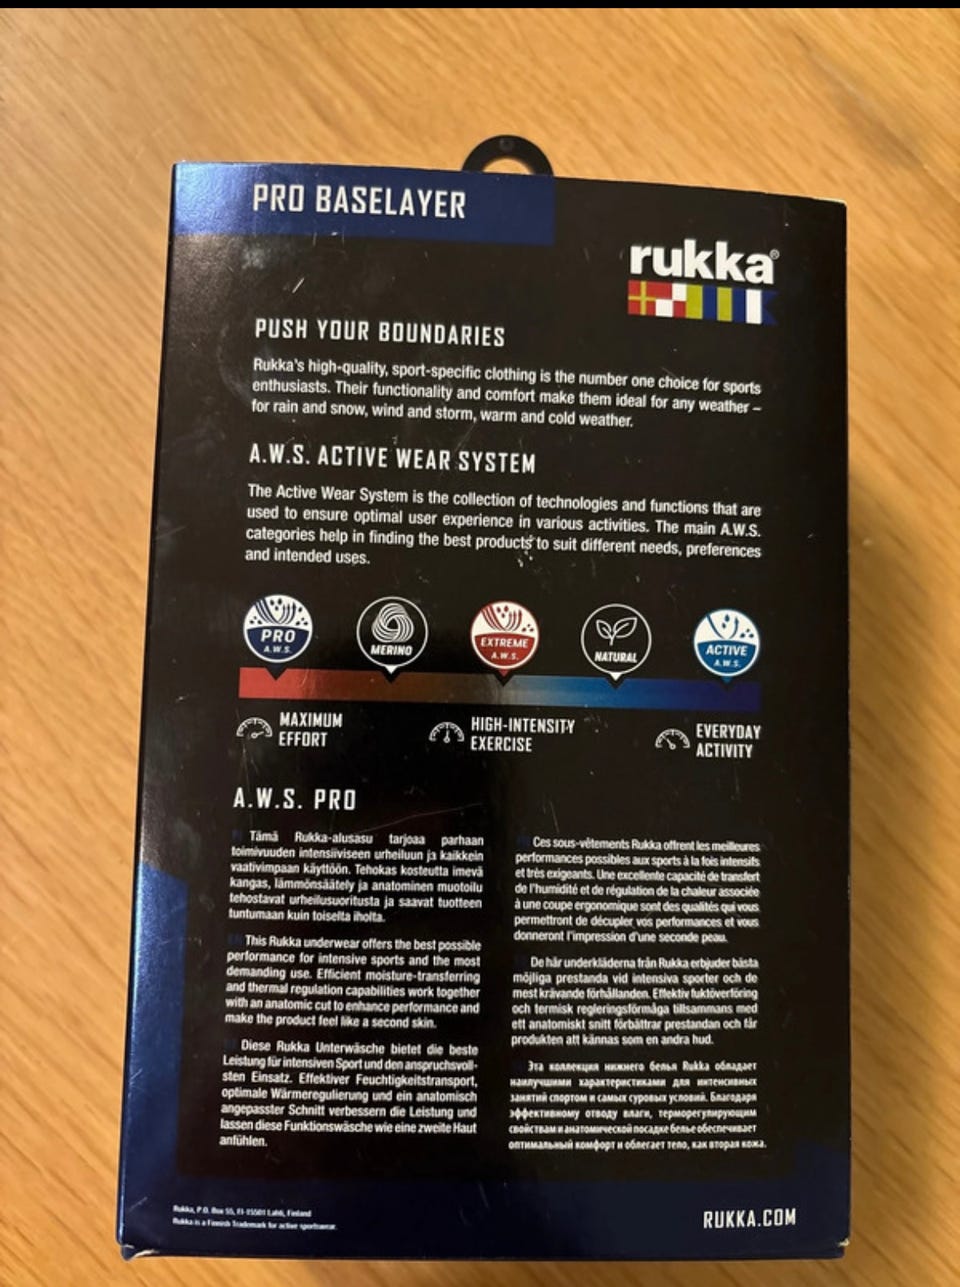 PRO BASELAYER
rukka®
PUSH YOUR BOUNDARIES
Rukka's high-quality, sport-specific clothing is the number one choice for sports
enthusiasts. Their functionality and comfort make them ideal for any weather –
for rain and snow, wind and storm, warm and cold weather.
A.W.S. ACTIVE WEAR SYSTEM
The Active Wear System is the collection of technologies and functions that are
used to ensure optimal user experience in various activities. The main A.W.S.
categories help in finding the best products to suit different needs, preferences
and intended uses.
PRO
A.W.S.
MERINO
EXTREME
A.W.S.
NATURAL
ACTIVE
A.W.S.
MAXIMUM
EFFORT
HIGH-INTENSITY
EXERCISE
EVERYDAY
ACTIVITY
A.W.S. PRO
Tämä Rukka-alusasu tarjoaa parhaan
toimivuuden intensiiviseen urheiluun ja kaikkein
vaativimpaan käyttöön. Tehokas kosteutta imevä
kangas, lämmönsäätely ja anatominen muotoilu
tehostavat urheilusuoritusta ja saavat tuotteen
tuntumaan kuin toiselta iholta.
This Rukka underwear offers the best possible
performance for intensive sports and the most
demanding use. Efficient moisture-transferring
and thermal regulation capabilities work together
with an anatomic cut to enhance performance and
make the product feel like a second skin.
Diese Rukka Unterwäsche bietet die beste
Leistung für intensiven Sport und den anspruchsvoll-
sten Einsatz. Effektiver Feuchtigkeitstransport,
optimale Wärmeregulierung und ein anatomisch
angepasster Schnitt verbessern die Leistung und
lassen diese Funktionswäsche wie eine zweite Haut
anfühlen.
Ces sous-vêtements Rukka offrent les meilleures
performances possibles aux sports à la fois intensifs
et très exigeants. Une excellente capacité de transfert
de l'humidité et de régulation de la chaleur associée
à une coupe ergonomique sont des qualités qui vous
permettront de décupler vos performances et vous
donneront l'impression d'une seconde peau.
De här underkläderna från Rukka erbjuder bästa
möjliga prestanda vid intensiva sporter och de
mest krävande förhållanden. Effektiv fuktöverföring
och termisk regleringsförmåga tillsammans med
ett anatomiskt snitt förbättrar prestandan och får
produkten att kännas som en andra hud.
Эта коллекция нижнего белья Rukka обладает
наилучшими характеристиками для интенсивных
занятий спортом и самых суровых условий. Благодаря
эффективному отводу влаги, терморегулирующим
свойствам и анатомической посадке белье обеспечивает
оптимальный комфорт и облегает тело, как вторая кожа.
Rukka, P.O. Box 55, FI-15501 Lahti, Finland
Rukka is a Finnish Trademark for active sportswear.
RUKKA.COM